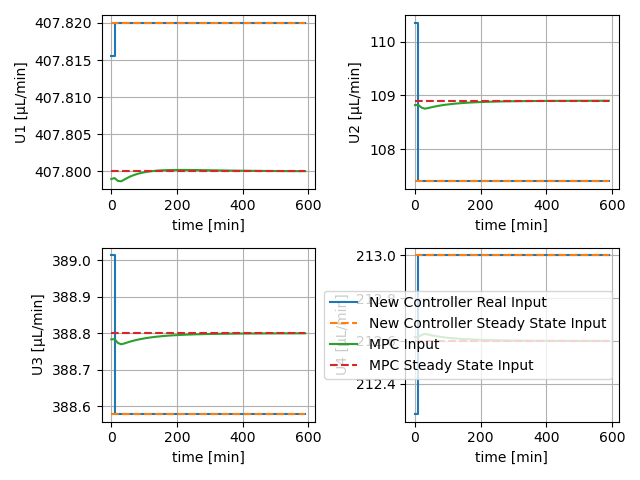 407.820
407.815
407.810
407.805
407.800
U1 [µL/min]
0 200 400 600
time [min]
110
109
108
U2 [µL/min]
0 200 400 600
time [min]
389.0
388.9
388.8
388.7
388.6
U3 [µL/min]
0 200 400 600
time [min]
213.0
212.4
U4 [µL/min]
0 200 400 600
time [min]
New Controller Real Input
New Controller Steady State Input
MPC Input
MPC Steady State Input